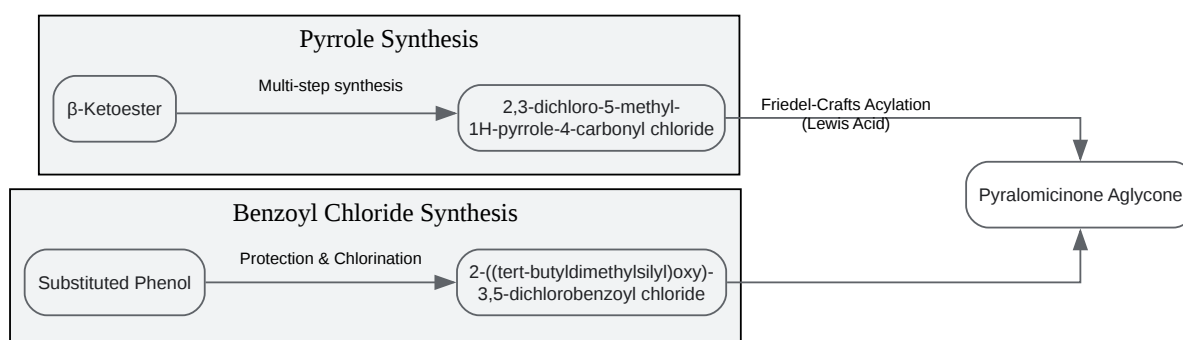 Pyrrole Synthesis
β-Ketoester
Multi-step synthesis
2,3-dichloro-5-methyl-
1H-pyrrole-4-carbonyl chloride
Friedel-Crafts Acylation
(Lewis Acid)
Pyralomicinone Aglycone
Benzoyl Chloride Synthesis
Substituted Phenol
Protection & Chlorination
2-((tert-butyldimethylsilyl)oxy)-
3,5-dichlorobenzoyl chloride